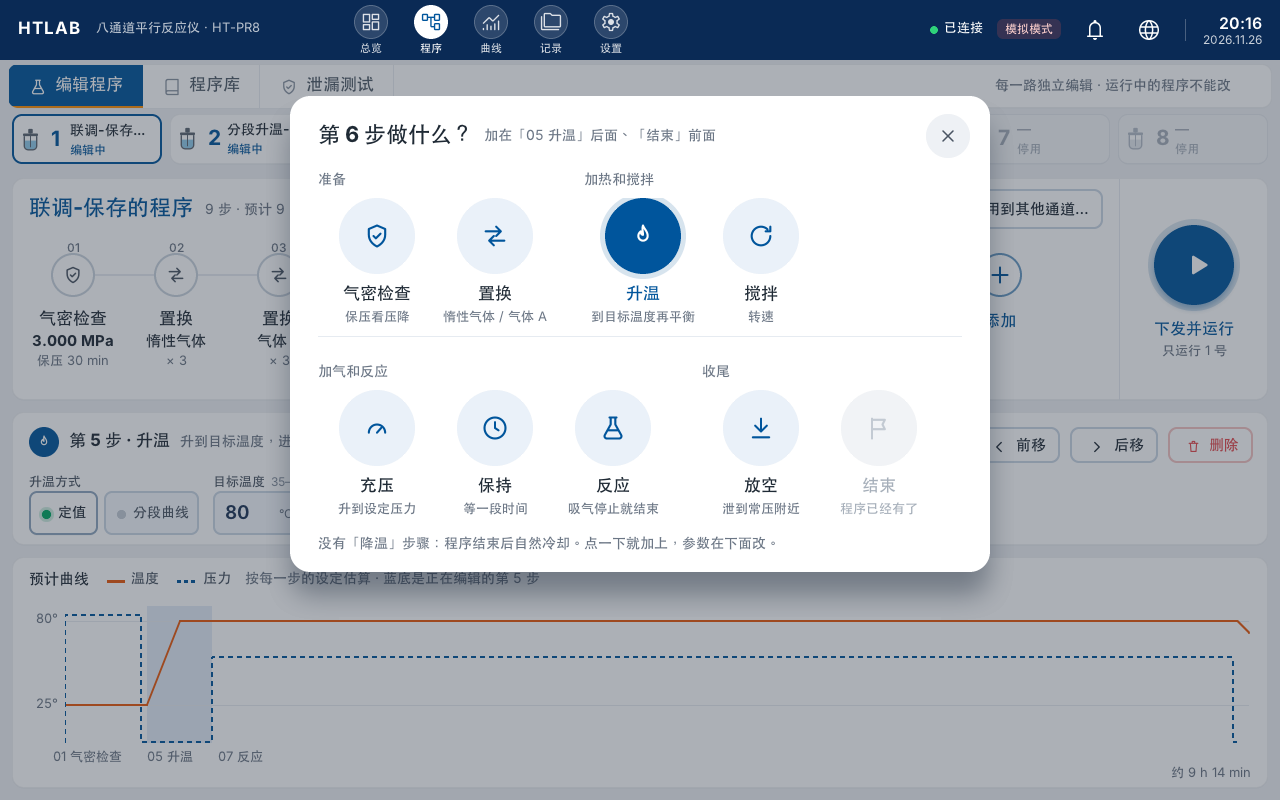 HTLAB 八通道平行反应仪 · HT-PR8
总览 程序 曲线 记录 设置
已连接 模拟模式
20:16
2026.11.26
编辑程序 程序库 泄漏测试
每一路独立编辑 · 运行中的程序不能改
1 联调-保存...
编辑中
2 分段升温-
编辑中
7 —
停用
8 —
停用
联调-保存的程序 9 步 · 预计 9
用到其他通道...
01 02 03
气密检查 置换
3.000 MPa 惰性气体 气体
保压 30 min × 3 × 3
添加
下发并运行
只运行 1 号
第 6 步做什么？ 加在「05 升温」后面、「结束」前面
准备 加热和搅拌
气密检查 置换 升温 搅拌
保压看压降 惰性气体 / 气体 A 到目标温度再平衡 转速
加气和反应 收尾
充压 保持 反应 放空 结束
升到设定压力 等一段时间 吸气停止就结束 泄到常压附近 程序已经有了
没有「降温」步骤：程序结束后自然冷却。点一下就加上，参数在下面改。
第 5 步 · 升温 升到目标温度，进
前移 后移 删除
升温方式 目标温度 35–
定值 分段曲线 80
预计曲线 温度 压力 按每一步的设定估算 · 蓝底是正在编辑的第 5 步
80°
25°
01 气密检查 05 升温 07 反应
约 9 h 14 min